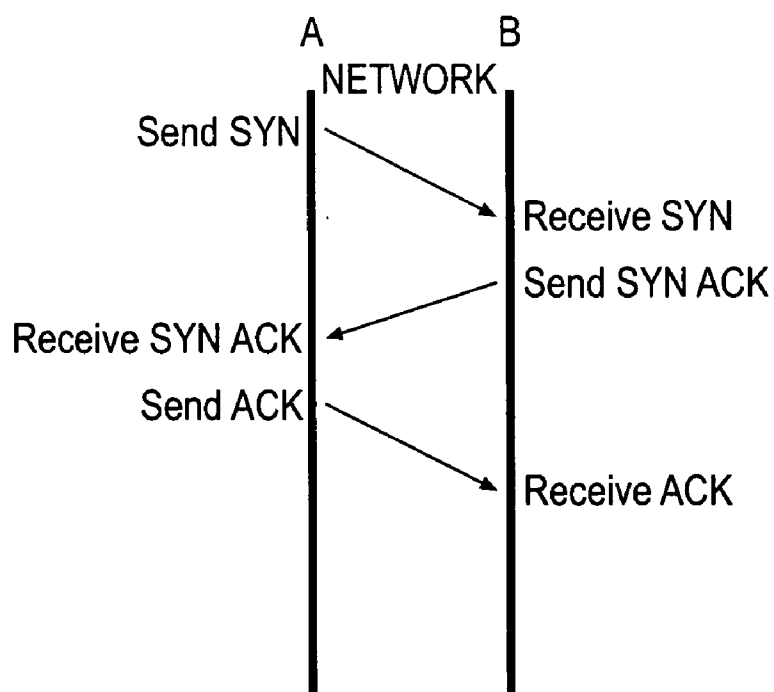 A B
NETWORK
Send SYN
Receive SYN
Send SYN ACK
Receive SYN ACK
Send ACK
Receive ACK